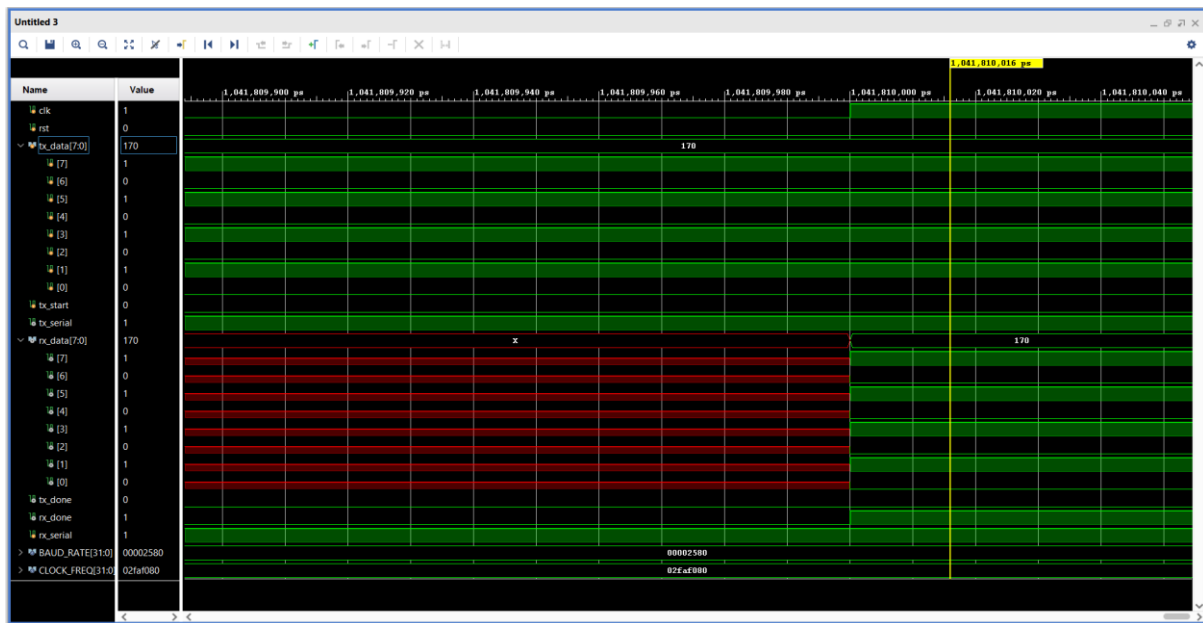 Untitled 3
1,041,810,016 ps
Name Value
1,041,809,900 ps 1,041,809,920 ps 1,041,809,940 ps 1,041,809,960 ps 1,041,809,980 ps 1,041,810,000 ps 1,041,810,020 ps 1,041,810,040 ps
clk 1
rst 0
tx_data[7:0] 170 170
[7] 1
[6] 0
[5] 1
[4] 0
[3] 1
[2] 0
[1] 1
[0] 0
tx_start 0
tx_serial 1
rx_data[7:0] 170 X 170
[7] 1
[6] 0
[5] 1
[4] 0
[3] 1
[2] 0
[1] 1
[0] 0
tx_done 0
rx_done 1
rx_serial 1
BAUD_RATE[31:0] 00002580 00002580
CLOCK_FREQ[31:0] 02faf080 02faf080